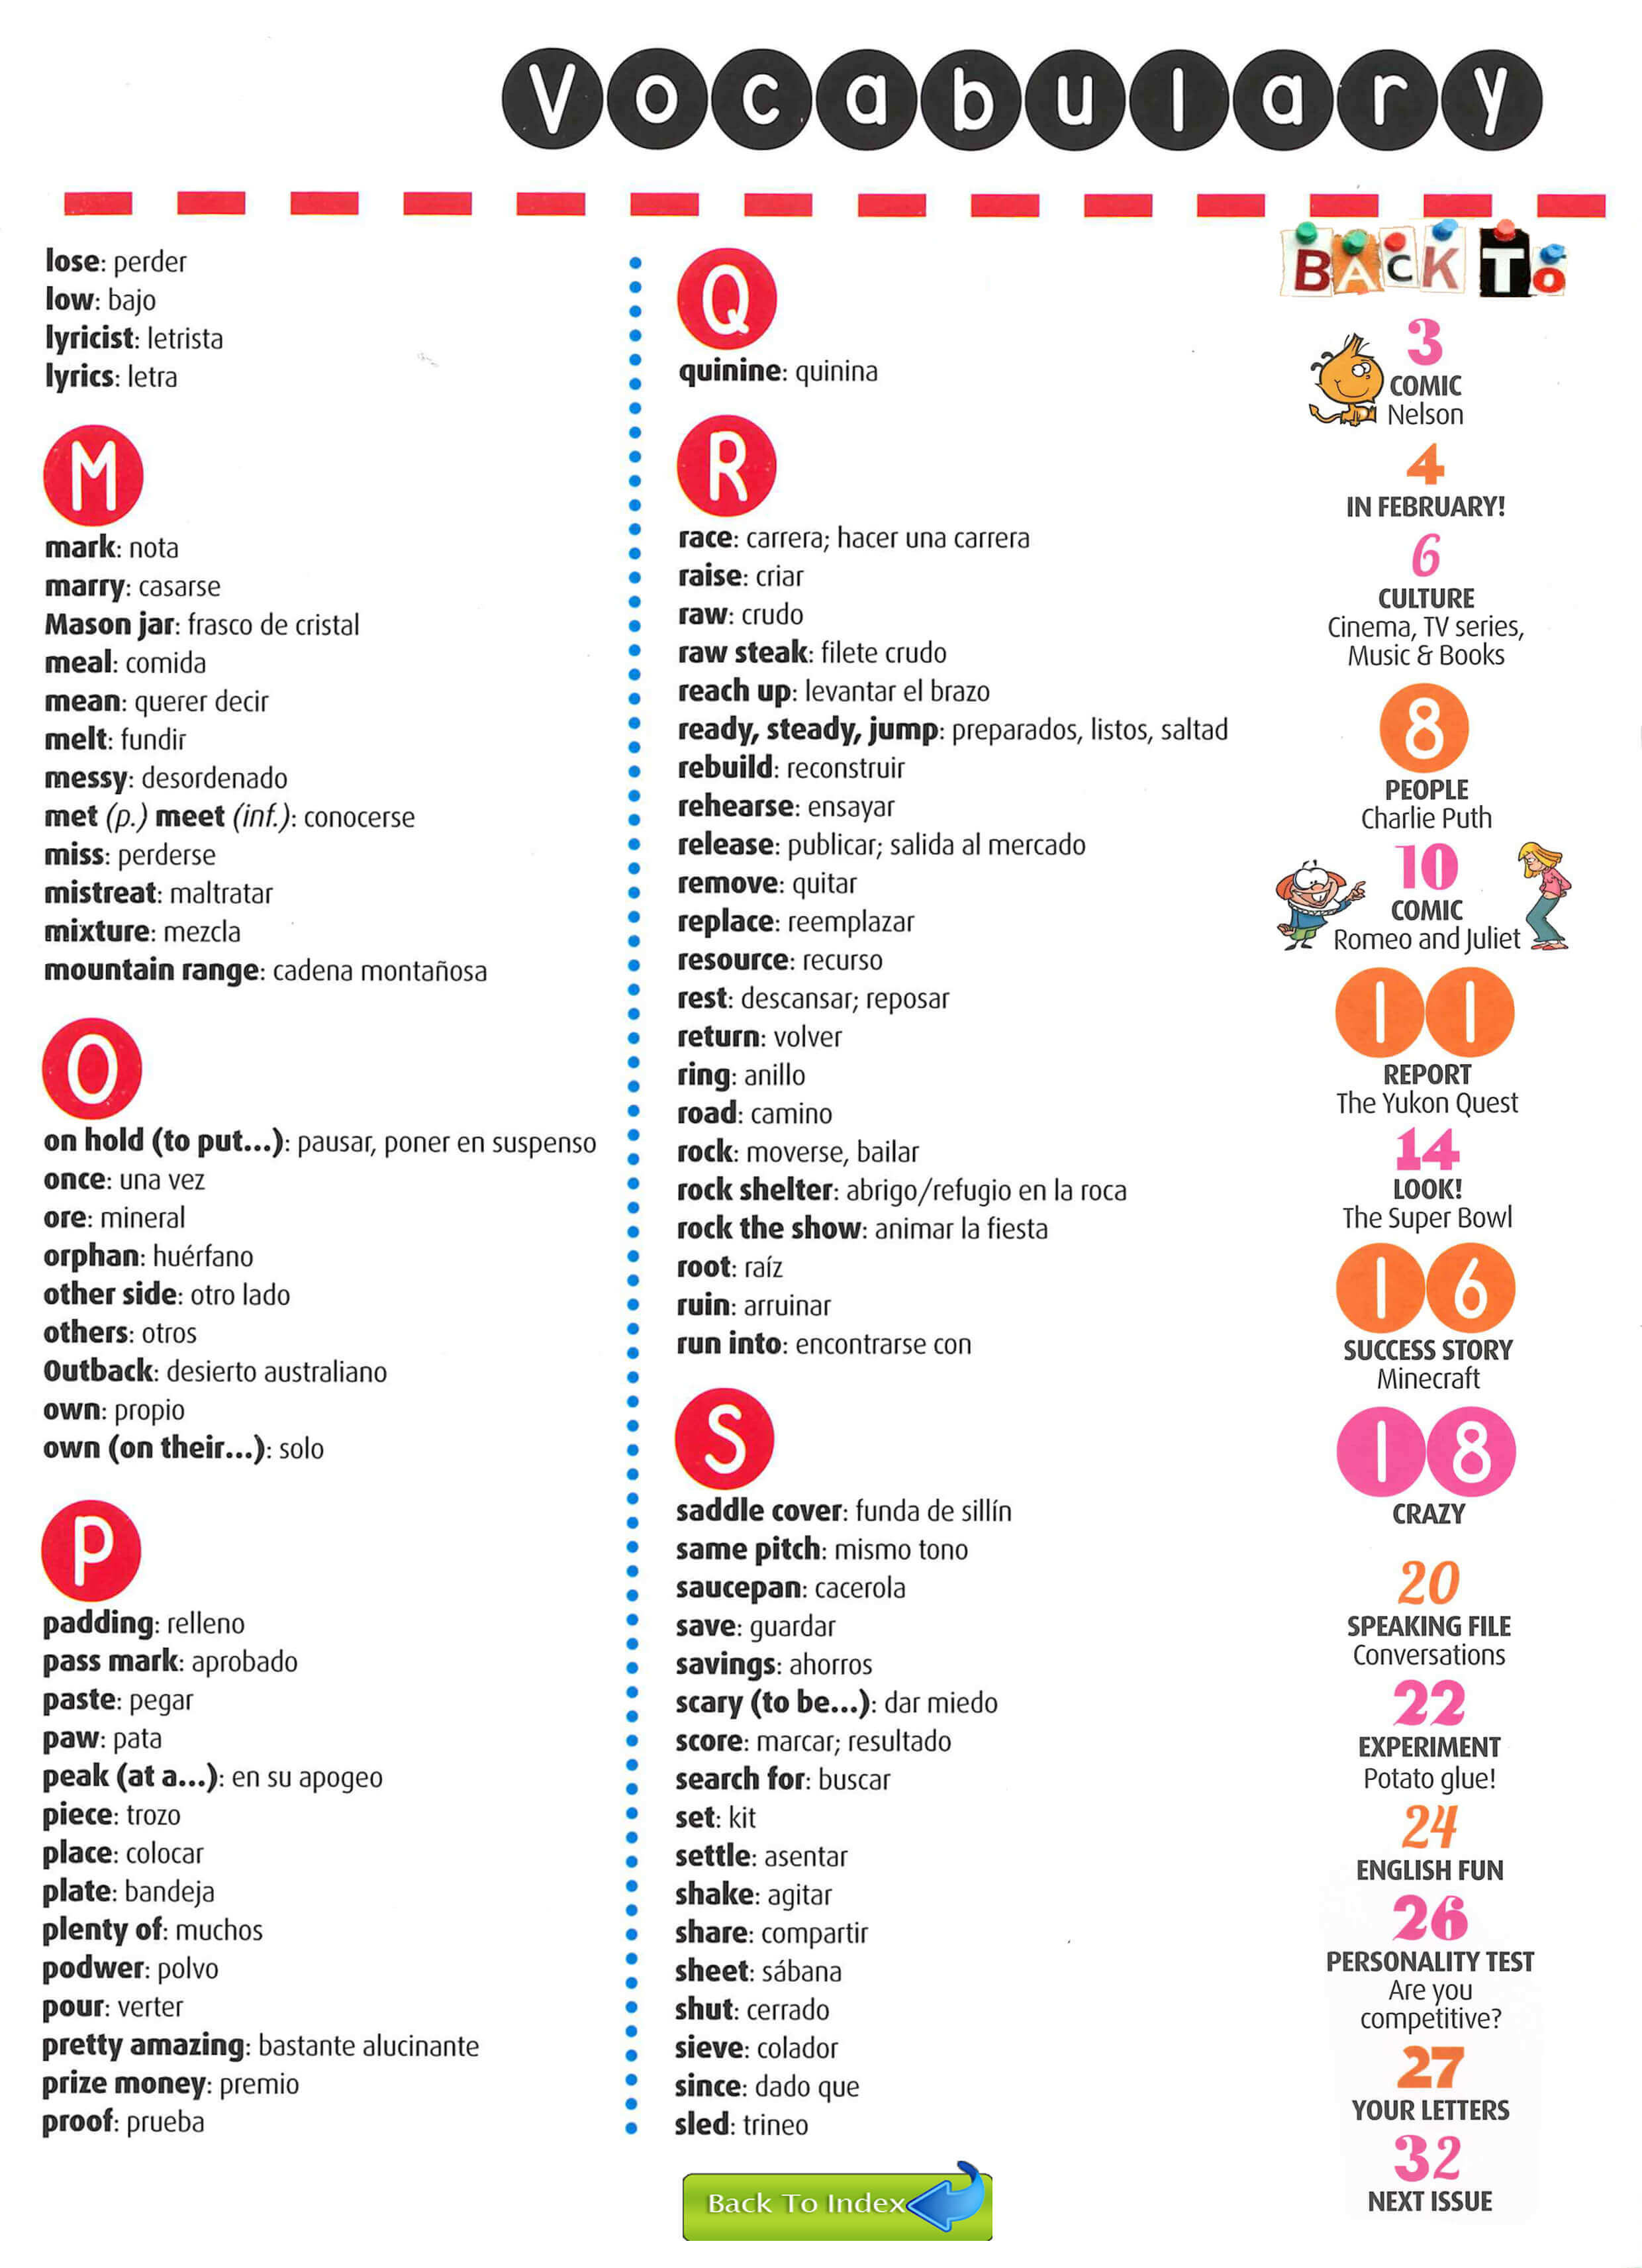 Vocabulary
lose: perder
low: bajo
lyricist: letrista
lyrics: letra
M
mark: nota
marry: casarse
Mason jar: frasco de cristal
meal: comida
mean: querer decir
melt: fundir
messy: desordenado
met (p.) meet (inf.): conocerse
miss: perderse
mistreat: maltratar
mixture: mezcla
mountain range: cadena montañosa
O
on hold (to put...): pausar, poner en suspenso
once: una vez
ore: mineral
orphan: huérfano
other side: otro lado
others: otros
Outback: desierto australiano
own: propio
own (on their...): solo
P
padding: relleno
pass mark: aprobado
paste: pegar
paw: pata
peak (at a...): en su apogeo
piece: trozo
place: colocar
plate: bandeja
plenty of: muchos
podwer: polvo
pour: verter
pretty amazing: bastante alucinante
prize money: premio
proof: prueba
Q
quinine: quinina
R
race: carrera; hacer una carrera
raise: criar
raw: crudo
raw steak: filete crudo
reach up: levantar el brazo
ready, steady, jump: preparados, listos, saltad
rebuild: reconstruir
rehearse: ensayar
release: publicar; salida al mercado
remove: quitar
replace: reemplazar
resource: recurso
rest: descansar; reposar
return: volver
ring: anillo
road: camino
rock: moverse, bailar
rock shelter: abrigo/refugio en la roca
rock the show: animar la fiesta
root: raíz
ruin: arruinar
run into: encontrarse con
S
saddle cover: funda de sillín
same pitch: mismo tono
saucepan: cacerola
save: guardar
savings: ahorros
scary (to be...): dar miedo
score: marcar; resultado
search for: buscar
set: kit
settle: asentar
shake: agitar
share: compartir
sheet: sábana
shut: cerrado
sieve: colador
since: dado que
sled: trineo
BACK To
3
COMIC
Nelson
4
IN FEBRUARY!
6
CULTURE
Cinema, TV series,
Music & Books
8
PEOPLE
Charlie Puth
10
COMIC
Romeo and Juliet
11
REPORT
The Yukon Quest
14
LOOK!
The Super Bowl
16
SUCCESS STORY
Minecraft
18
CRAZY
20
SPEAKING FILE
Conversations
22
EXPERIMENT
Potato glue!
24
ENGLISH FUN
26
PERSONALITY TEST
Are you
competitive?
27
YOUR LETTERS
32
NEXT ISSUE
Back To Index